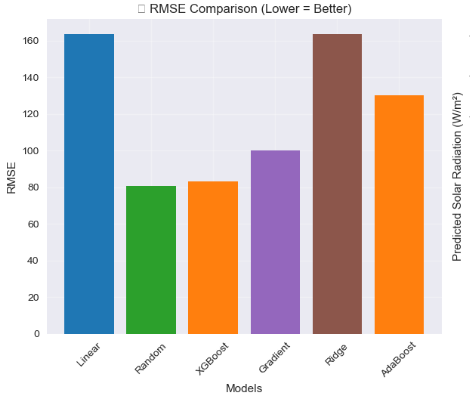 ▯ RMSE Comparison (Lower = Better)
RMSE
160
140
120
100
80
60
40
20
0
Linear
Random
XGBoost
Gradient
Ridge
AdaBoost
Models
Predicted Solar Radiation (W/m²)